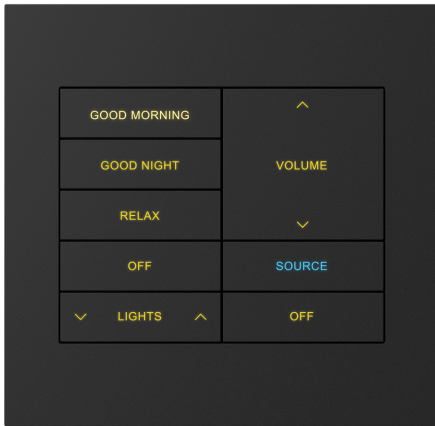 GOOD MORNING
GOOD NIGHT
RELAX
OFF
LIGHTS
VOLUME
SOURCE
OFF